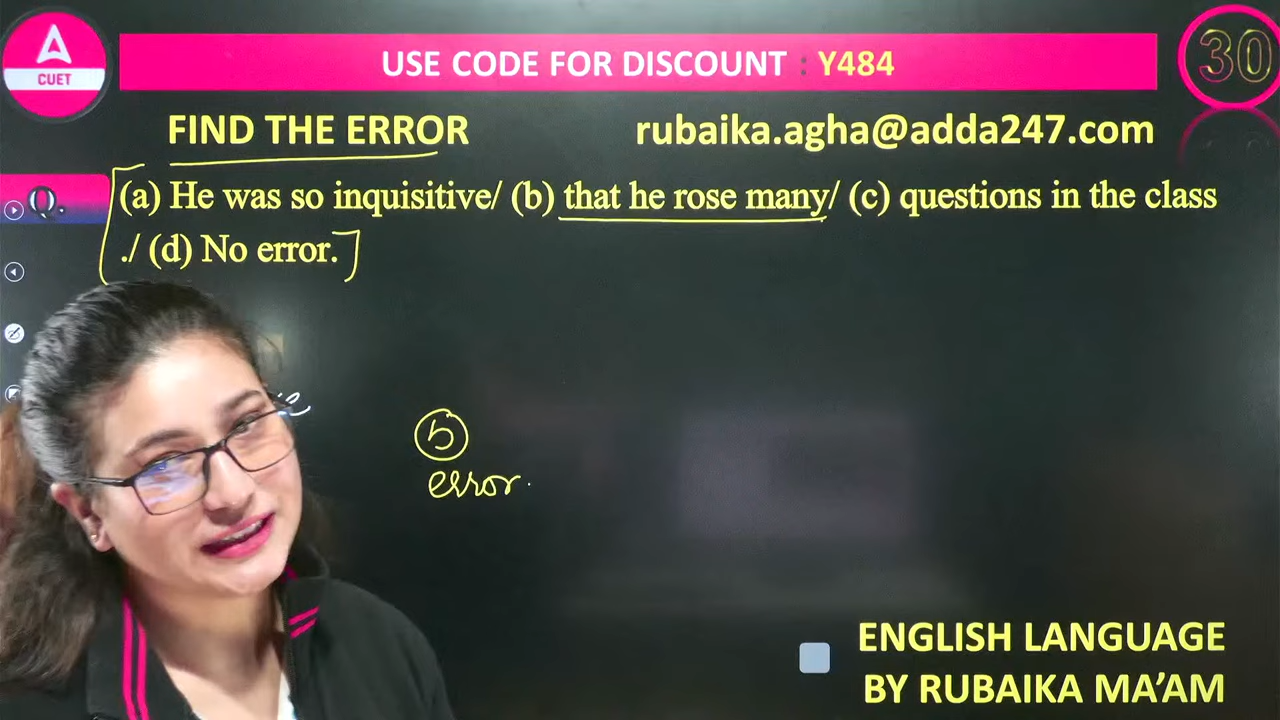 CUET
USE CODE FOR DISCOUNT : Y484
30
FIND THE ERROR
rubaika.agha@adda247.com
Q.
(a) He was so inquisitive/ (b) that he rose many/ (c) questions in the class
./ (d) No error.
5
error.
ENGLISH LANGUAGE
BY RUBAIKA MA’AM